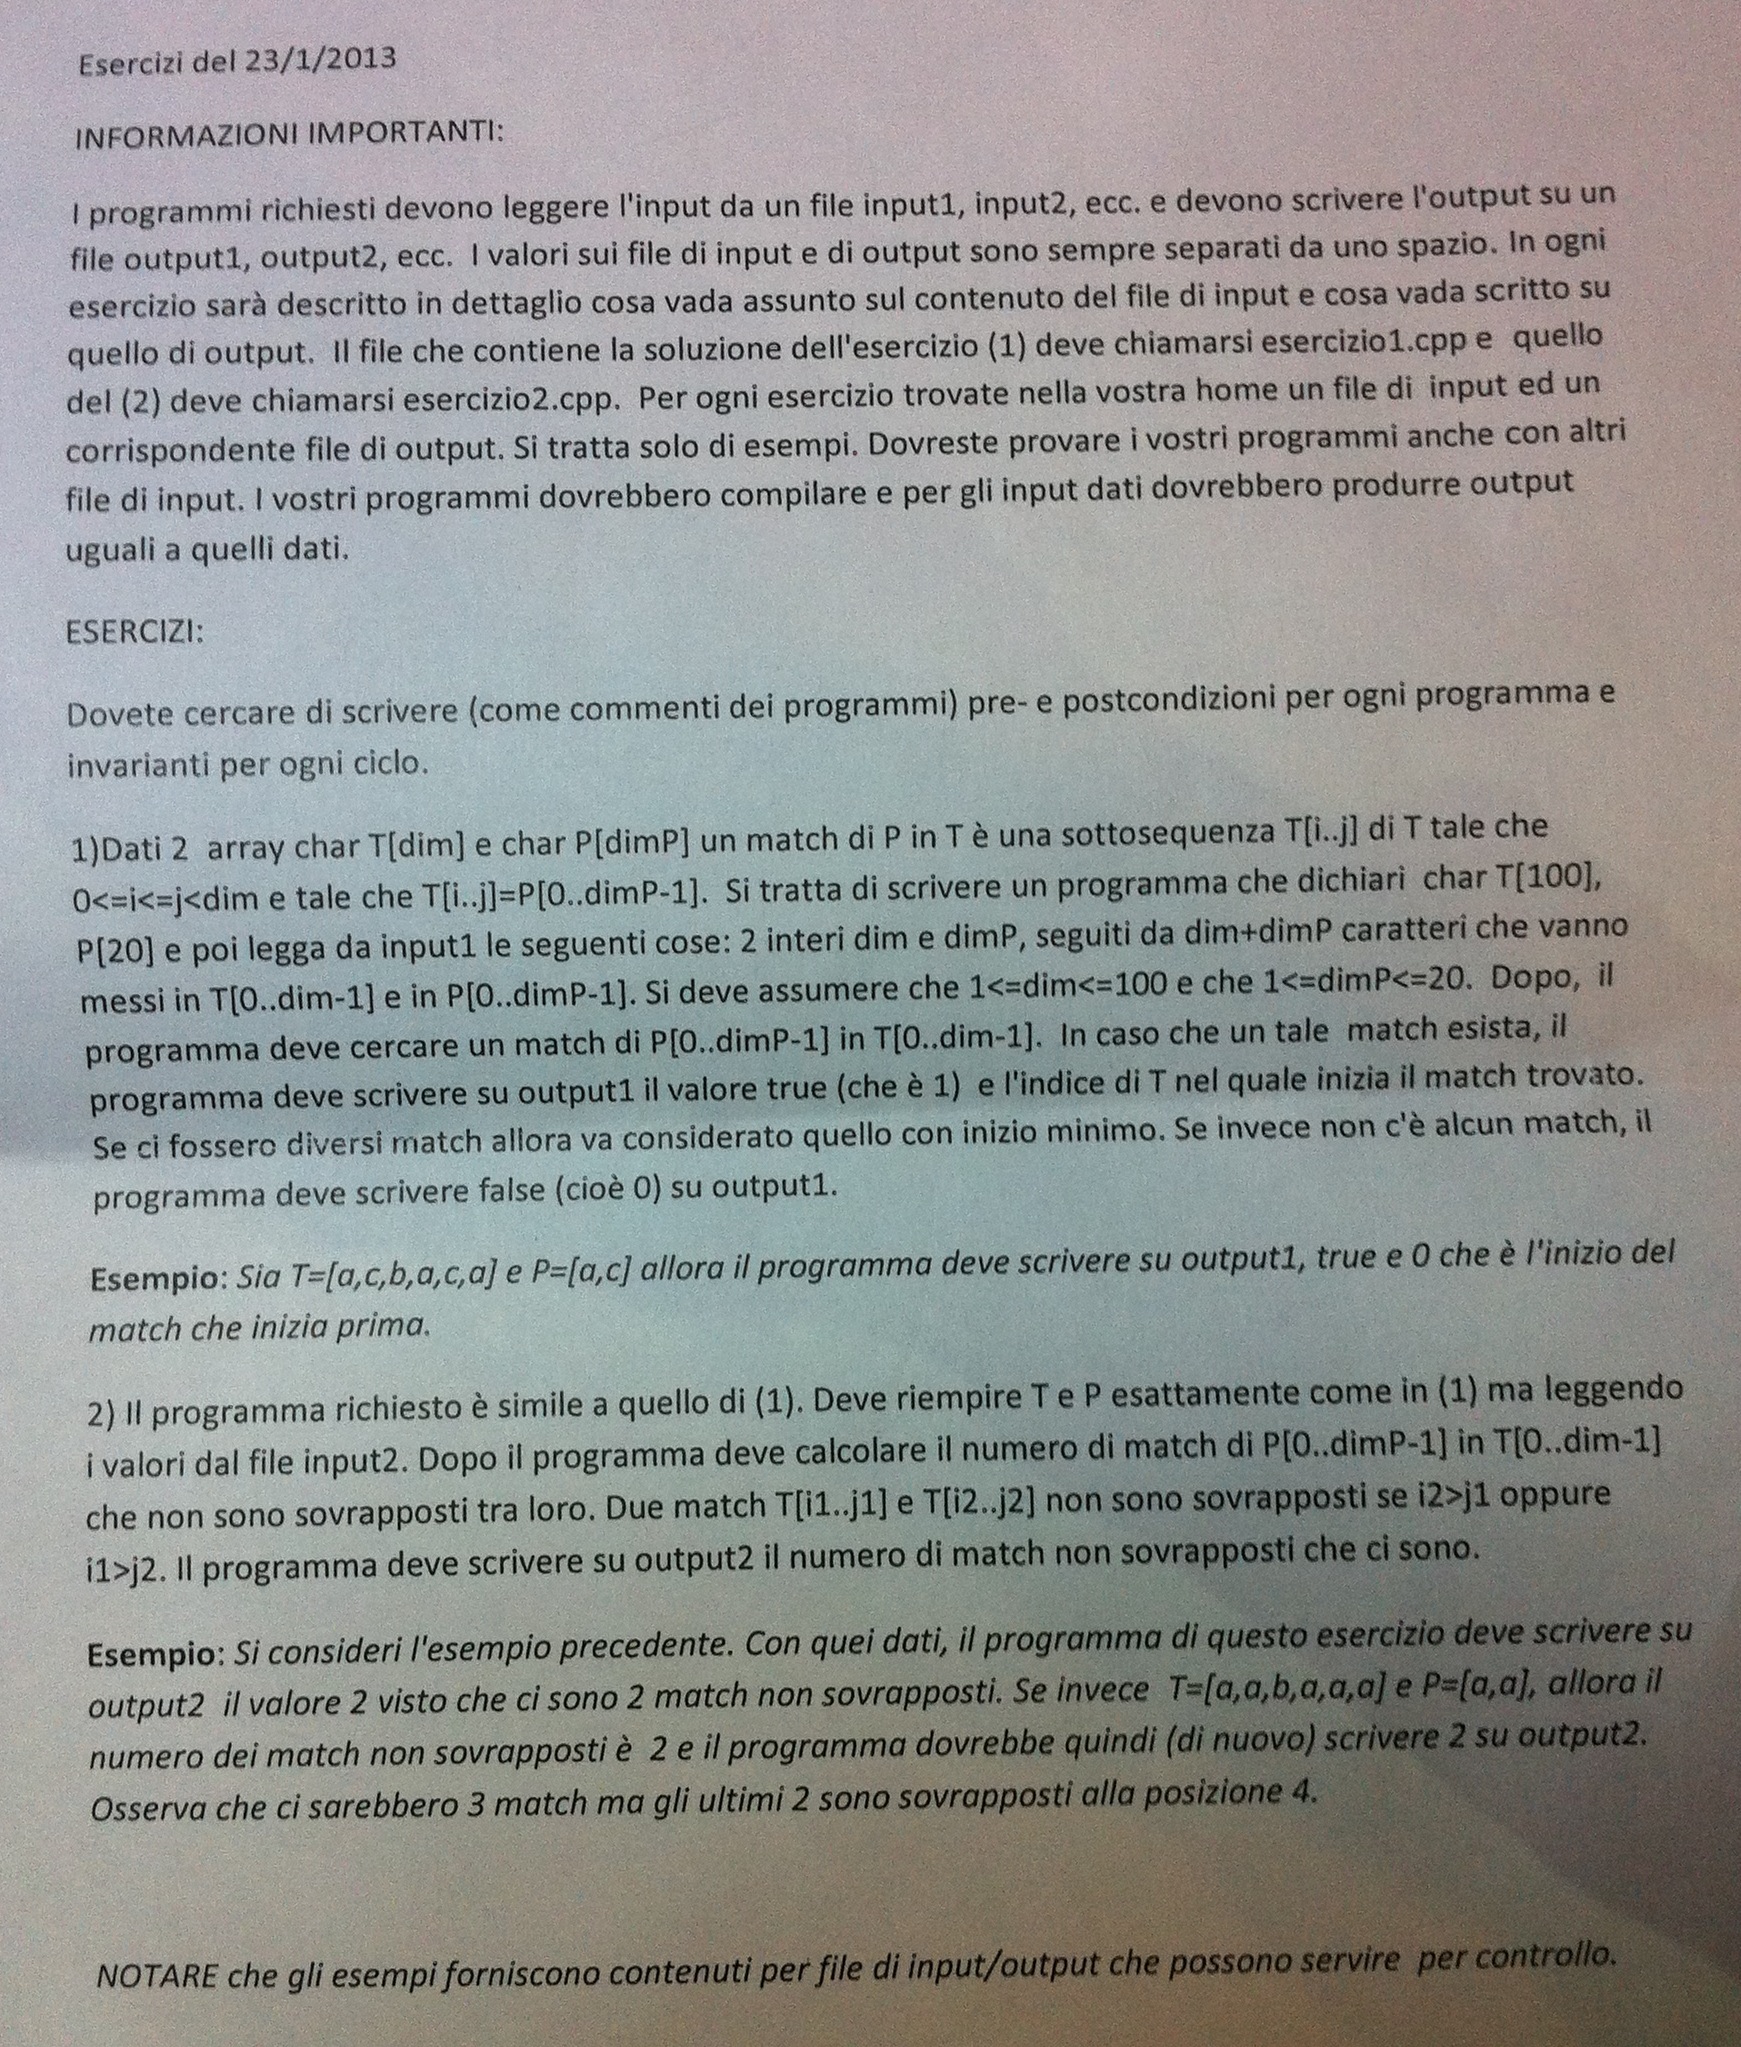 Esercizi del 23/1/2013
INFORMAZIONI IMPORTANTI:
I programmi richiesti devono leggere l'input da un file input1, input2, ecc. e devono scrivere l'output su un
file output1, output2, ecc.  I valori sui file di input e di output sono sempre separati da uno spazio. In ogni
esercizio sarà descritto in dettaglio cosa vada assunto sul contenuto del file di input e cosa vada scritto su
quello di output.  Il file che contiene la soluzione dell'esercizio (1) deve chiamarsi esercizio1.cpp e  quello
del (2) deve chiamarsi esercizio2.cpp.  Per ogni esercizio trovate nella vostra home un file di  input ed un
corrispondente file di output. Si tratta solo di esempi. Dovreste provare i vostri programmi anche con altri
file di input. I vostri programmi dovrebbero compilare e per gli input dati dovrebbero produrre output
uguali a quelli dati.
ESERCIZI:
Dovete cercare di scrivere (come commenti dei programmi) pre- e postcondizioni per ogni programma e
invarianti per ogni ciclo.
1)Dati 2  array char T[dim] e char P[dimP] un match di P in T è una sottosequenza T[i..j] di T tale che
0<=i<=j<dim e tale che T[i..j]=P[0..dimP-1].  Si tratta di scrivere un programma che dichiari  char T[100],
P[20] e poi legga da input1 le seguenti cose: 2 interi dim e dimP, seguiti da dim+dimP caratteri che vanno
messi in T[0..dim-1] e in P[0..dimP-1]. Si deve assumere che 1<=dim<=100 e che 1<=dimP<=20.  Dopo,  il
programma deve cercare un match di P[0..dimP-1] in T[0..dim-1].  In caso che un tale  match esista, il
programma deve scrivere su output1 il valore true (che è 1)  e l'indice di T nel quale inizia il match trovato.
Se ci fossero diversi match allora va considerato quello con inizio minimo. Se invece non c'è alcun match, il
programma deve scrivere false (cioè 0) su output1.
Esempio: Sia T=[a,c,b,a,c,a] e P=[a,c] allora il programma deve scrivere su output1, true e 0 che è l'inizio del
match che inizia prima.
2) Il programma richiesto è simile a quello di (1). Deve riempire T e P esattamente come in (1) ma leggendo
i valori dal file input2. Dopo il programma deve calcolare il numero di match di P[0..dimP-1] in T[0..dim-1]
che non sono sovrapposti tra loro. Due match T[i1..j1] e T[i2..j2] non sono sovrapposti se i2>j1 oppure
i1>j2. Il programma deve scrivere su output2 il numero di match non sovrapposti che ci sono.
Esempio: Si consideri l'esempio precedente. Con quei dati, il programma di questo esercizio deve scrivere su
output2  il valore 2 visto che ci sono 2 match non sovrapposti. Se invece  T=[a,a,b,a,a,a] e P=[a,a], allora il
numero dei match non sovrapposti è  2 e il programma dovrebbe quindi (di nuovo) scrivere 2 su output2.
Osserva che ci sarebbero 3 match ma gli ultimi 2 sono sovrapposti alla posizione 4.
NOTARE che gli esempi forniscono contenuti per file di input/output che possono servire  per controllo.